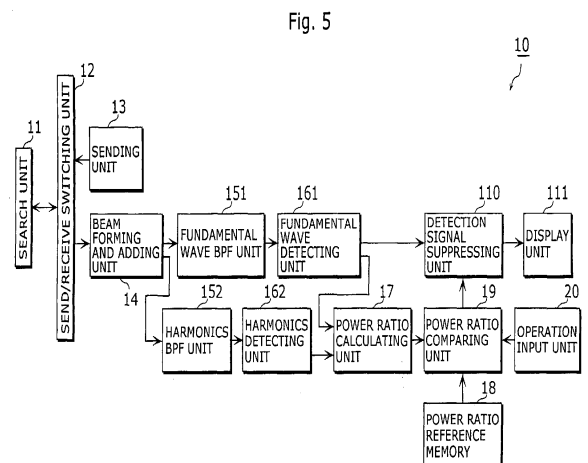 Fig. 5
10
12
11
13
SEARCH UNIT
SEND/RECEIVE SWITCHING UNIT
SENDING
UNIT
151
161
110
111
BEAM
FORMING
AND ADDING
UNIT
14
FUNDAMENTAL
WAVE BPF UNIT
FUNDAMENTAL
WAVE
DETECTING
UNIT
DETECTION
SIGNAL
SUPPRESSING
UNIT
DISPLAY
UNIT
152
162
17
19
20
HARMONICS
BPF UNIT
HARMONICS
DETECTING
UNIT
POWER RATIO
CALCULATING
UNIT
POWER RATIO
COMPARING
UNIT
OPERATION
INPUT UNIT
18
POWER RATIO
REFERENCE
MEMORY